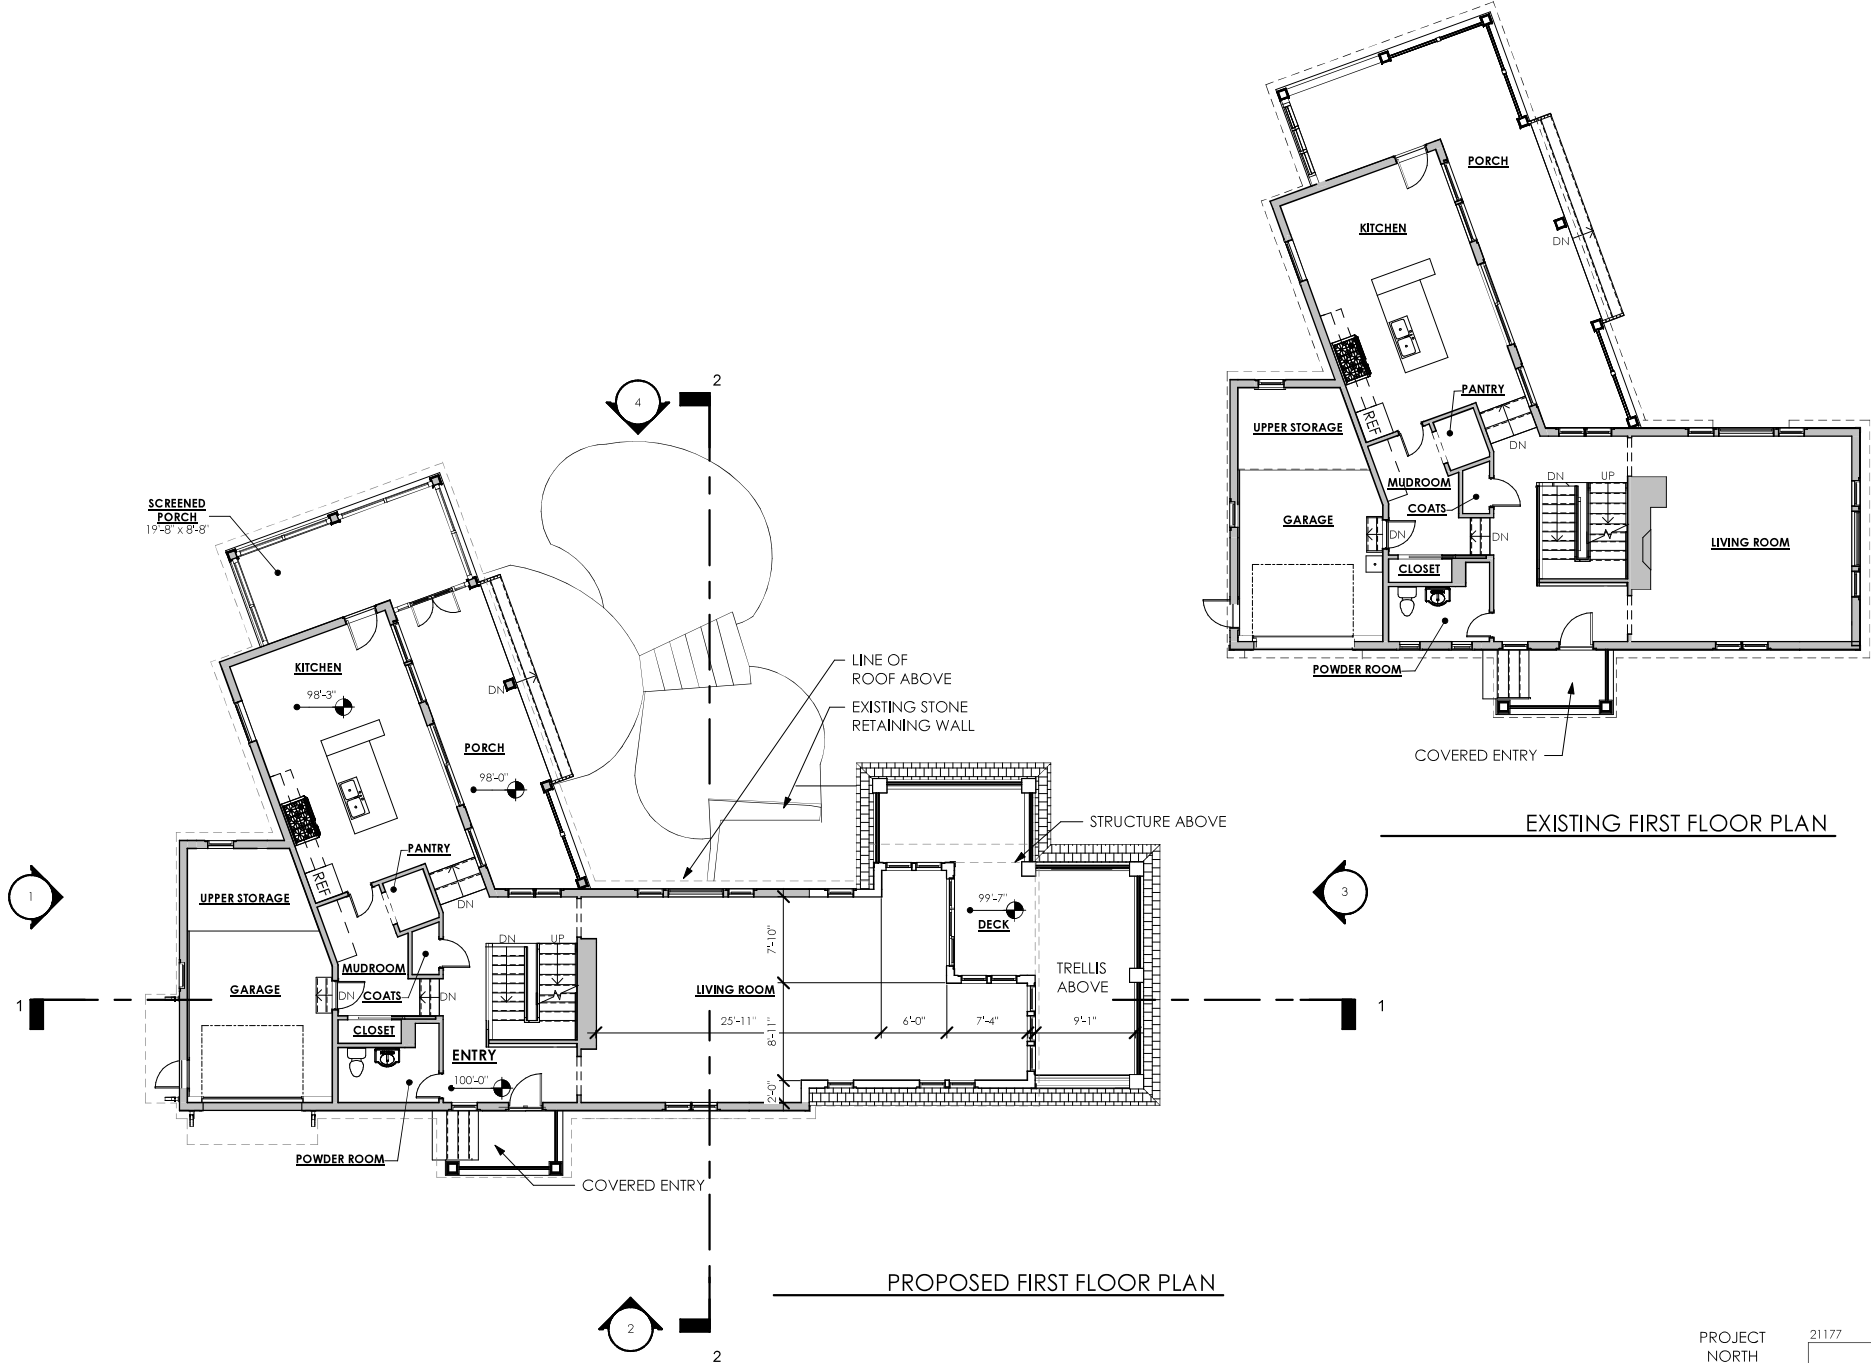 PORCH
KITCHEN
DN
PANTRY
REF
DN
UPPER STORAGE
MUDROOM
DN
UP
COATS
GARAGE
DN
DN
LIVING ROOM
CLOSET
POWDER ROOM
COVERED ENTRY
EXISTING FIRST FLOOR PLAN
2
4
SCREENED
PORCH
19'-8" x 8'-8"
LINE OF
ROOF ABOVE
KITCHEN
98'-3"
DN
EXISTING STONE
RETAINING WALL
PORCH
98'-0"
STRUCTURE ABOVE
PANTRY
REF
1
3
UPPER STORAGE
DN
99'-7"
DECK
7'-10"
DN
UP
MUDROOM
TRELLIS
ABOVE
GARAGE
DN
COATS
DN
LIVING ROOM
1
1
25'-11"
6'-0"
7'-4"
9'-1"
CLOSET
8'-11"
ENTRY
100'-0"
2'-0"
POWDER ROOM
COVERED ENTRY
PROPOSED FIRST FLOOR PLAN
2
2
PROJECT
NORTH
21177